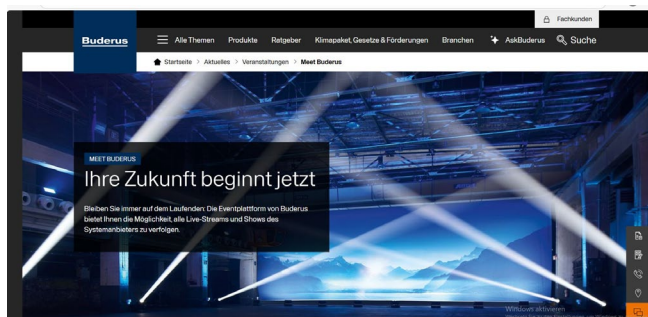 Fachkunden
Buderus
Alle Themen Produkte Ratgeber Klimapaket, Gesetze & Förderungen Branchen AskBuderus Suche
Startseite > Aktuelles > Veranstaltungen > Meet Buderus
MEET BUDERUS
Ihre Zukunft beginnt jetzt
Bleiben Sie immer auf dem Laufenden: Die Eventplattform von Buderus
bietet Ihnen die Möglichkeit, alle Live-Streams und Shows des
Systemanbieters zu verfolgen.
Windows aktivieren